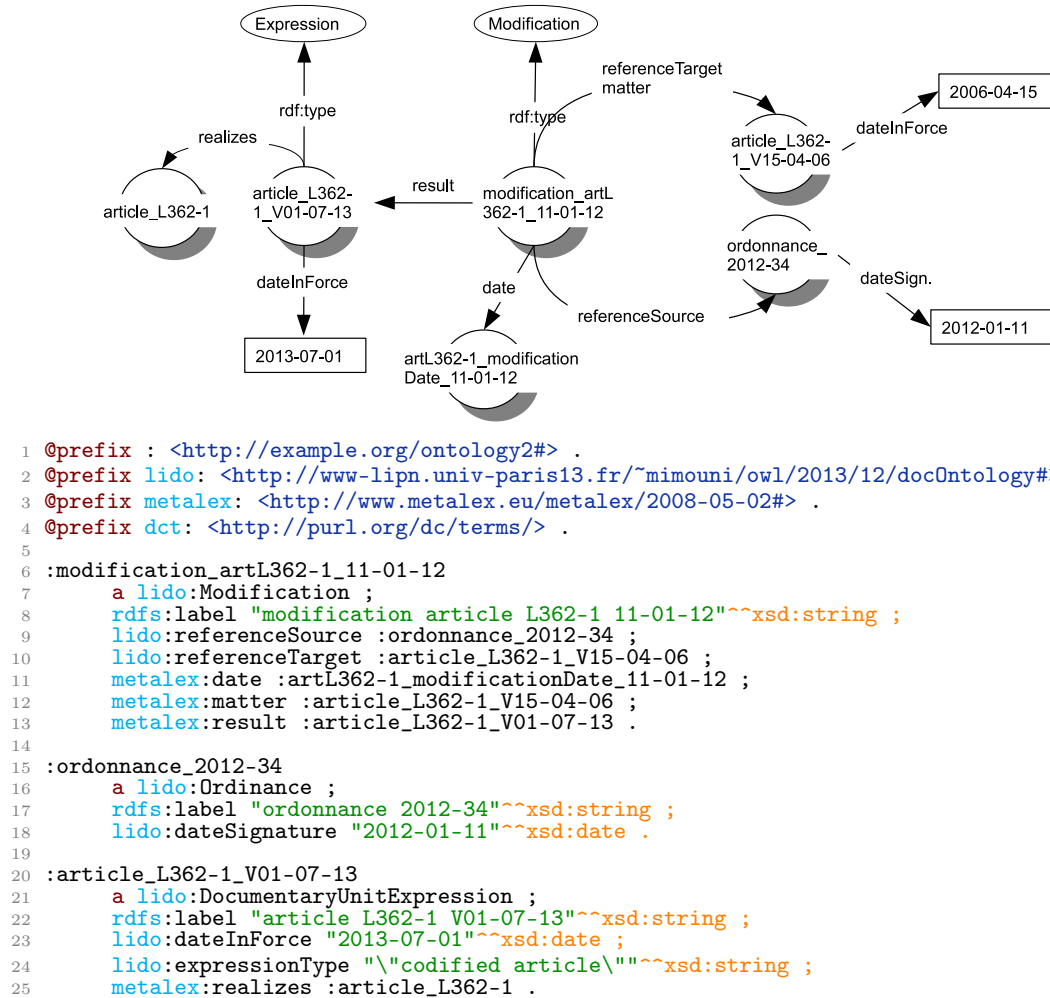 Expression
Modification
referenceTarget
matter
2006-04-15
rdf:type
rdf:type
dateInForce
realizes
article_L362-
1_V15-04-06
article_L362-1
article_L362-
1_V01-07-13
result
modification_artL
362-1_11-01-12
ordonnance_
2012-34
dateInForce
date
dateSign.
referenceSource
2013-07-01
artL362-1_modification
Date_11-01-12
2012-01-11
1 @prefix : <http://example.org/ontology2#> .
2 @prefix lido: <http://www-lipn.univ-paris13.fr/~mimouni/owl/2013/12/docOntology#
3 @prefix metalex: <http://www.metalex.eu/metalex/2008-05-02#> .
4 @prefix dct: <http://purl.org/dc/terms/> .
5
6 :modification_artL362-1_11-01-12
7 a lido:Modification ;
8 rdfs:label "modification article L362-1 11-01-12"^^xsd:string ;
9 lido:referenceSource :ordonnance_2012-34 ;
10 lido:referenceTarget :article_L362-1_V15-04-06 ;
11 metalex:date :artL362-1_modificationDate_11-01-12 ;
12 metalex:matter :article_L362-1_V15-04-06 ;
13 metalex:result :article_L362-1_V01-07-13 .
14
15 :ordonnance_2012-34
16 a lido:Ordinance ;
17 rdfs:label "ordonnance 2012-34"^^xsd:string ;
18 lido:dateSignature "2012-01-11"^^xsd:date .
19
20 :article_L362-1_V01-07-13
21 a lido:DocumentaryUnitExpression ;
22 rdfs:label "article L362-1 V01-07-13"^^xsd:string ;
23 lido:dateInForce "2013-07-01"^^xsd:date ;
24 lido:expressionType "\"codified article\""^^xsd:string ;
25 metalex:realizes :article_L362-1 .